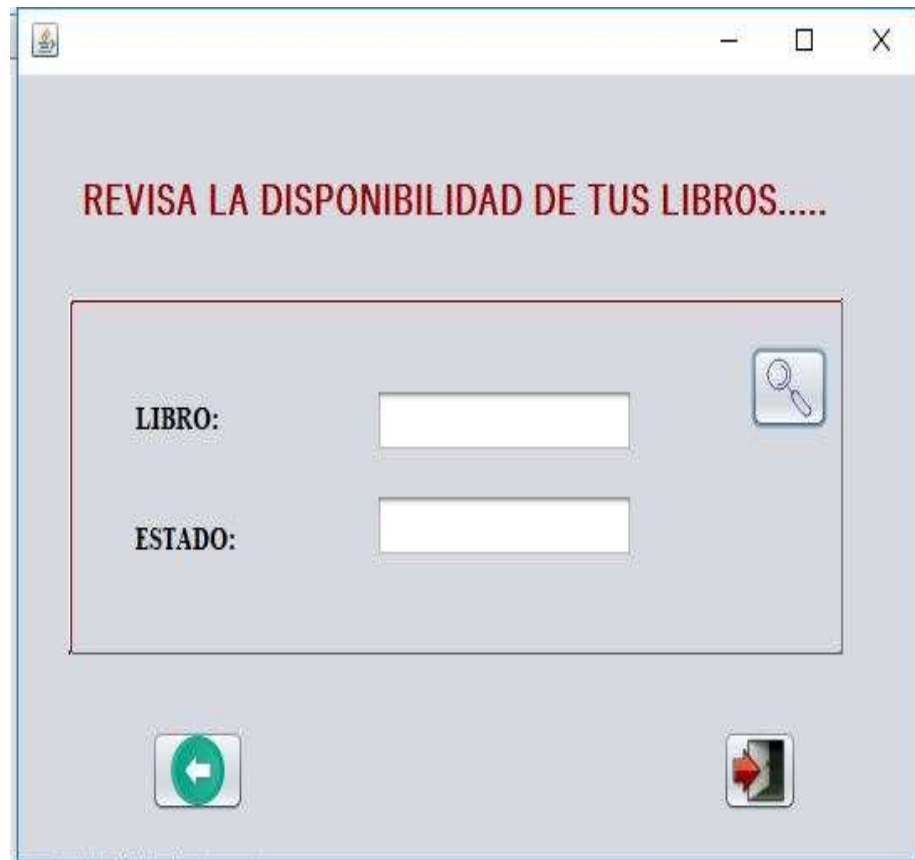 REVISA LA DISPONIBILIDAD DE TUS LIBROS.....
LIBRO:
ESTADO: